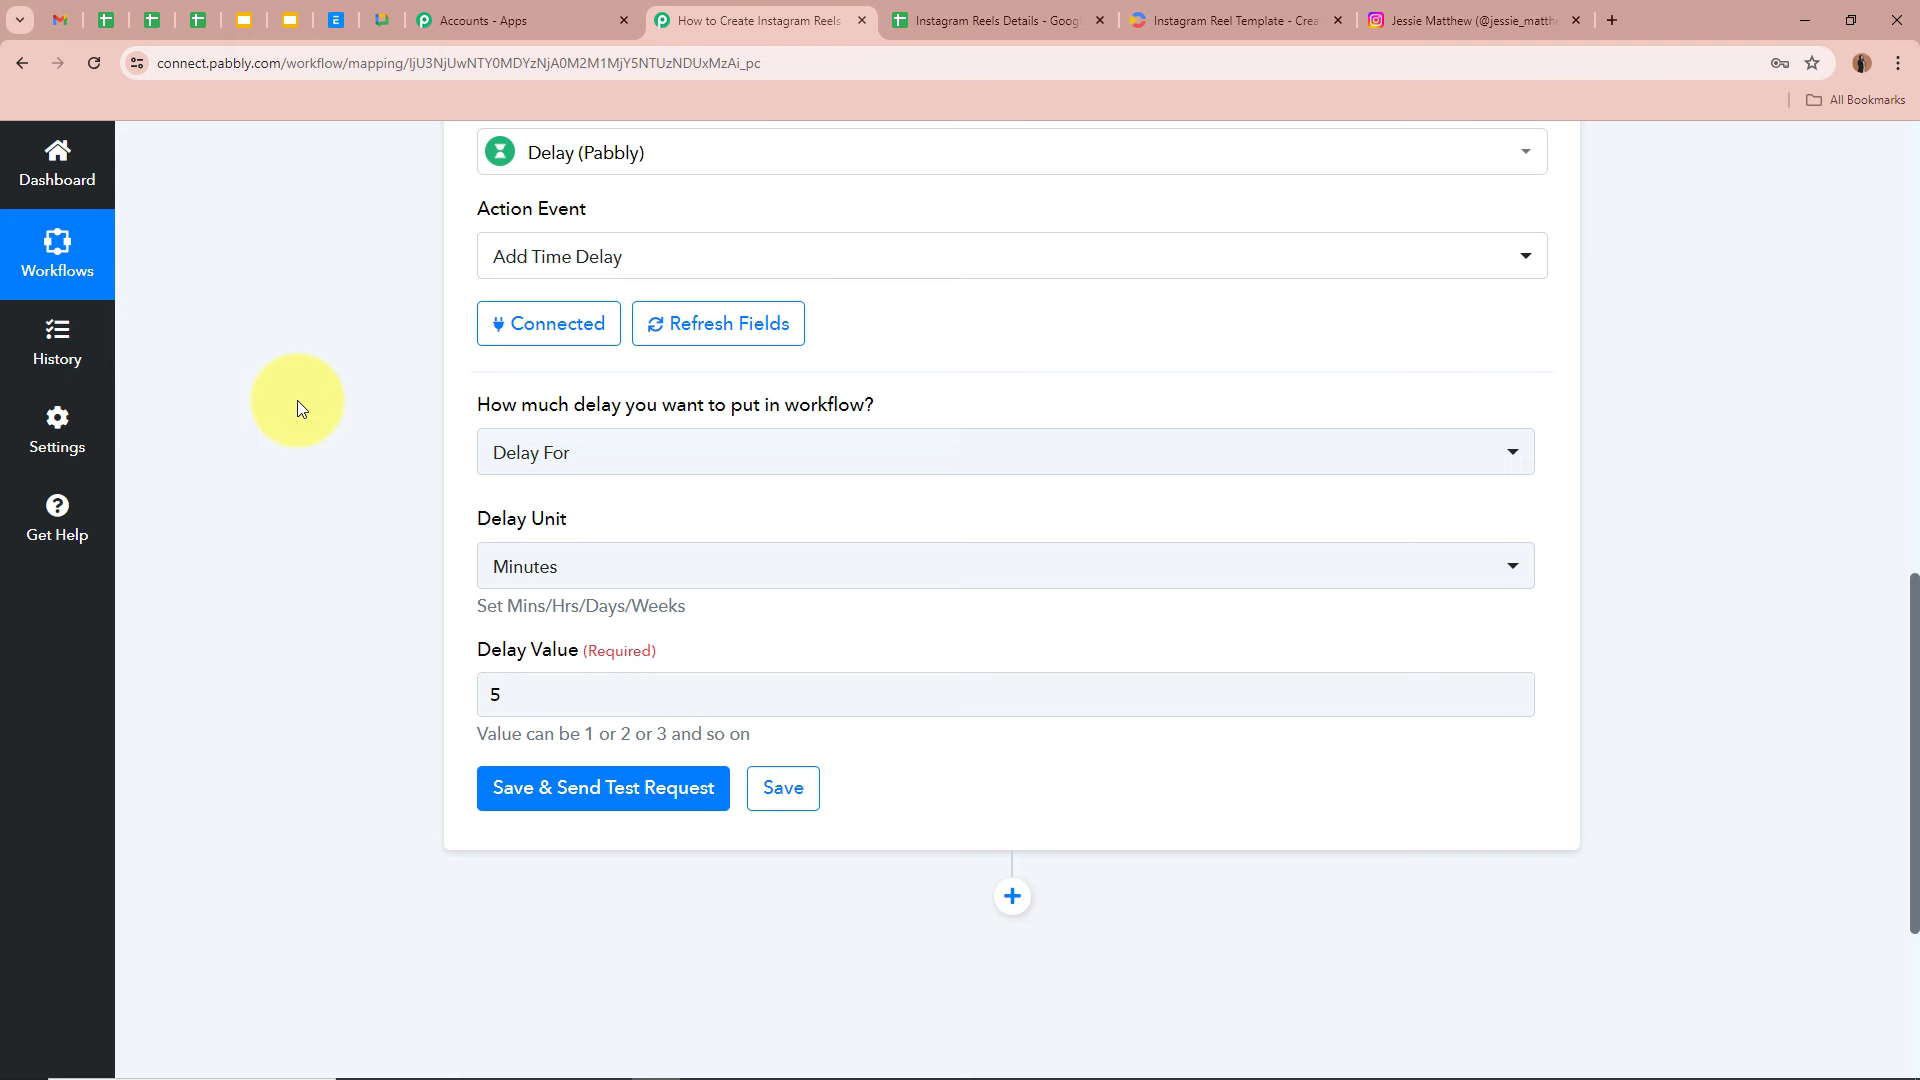 Accounts - Apps
How to Create Instagram Reels
Instagram Reels Details - Goog
Instagram Reel Template - Crea
Jessie Matthew (@jessie_matthe
connect.pabbly.com/workflow/mapping/IjU3NjUwNTY0MDYzNjA0M2M1MjY5NTUzNDUxMzAi_pc
All Bookmarks
Dashboard
Workflows
History
Settings
Get Help
Delay (Pabbly)
Action Event
Add Time Delay
Connected
Refresh Fields
How much delay you want to put in workflow?
Delay For
Delay Unit
Minutes
Set Mins/Hrs/Days/Weeks
Delay Value (Required)
5
Value can be 1 or 2 or 3 and so on
Save & Send Test Request
Save